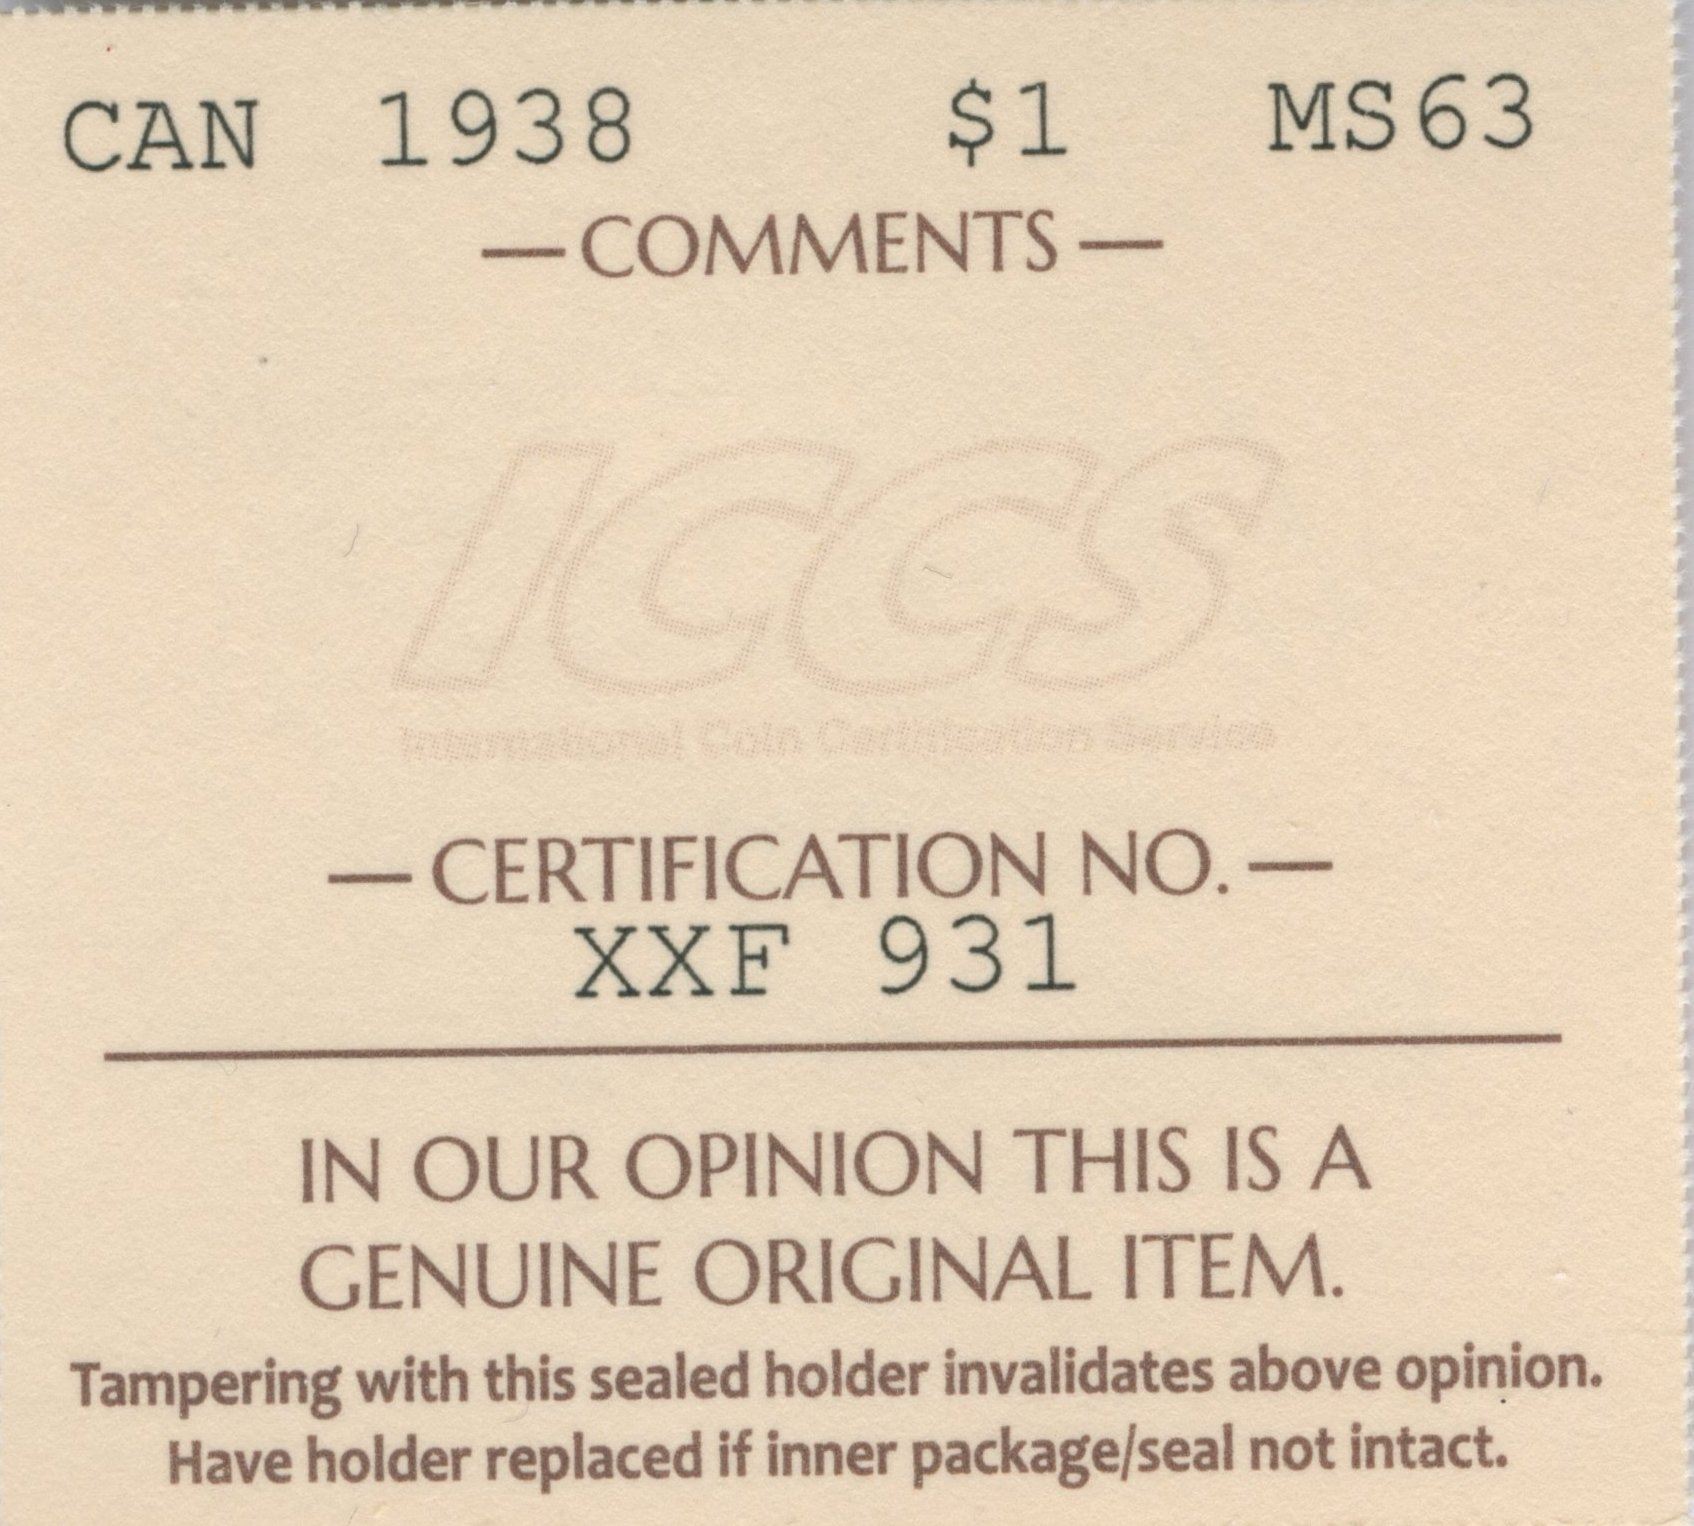 CAN 1938 $1 MS63
—COMMENTS—
ICCS
International Coin Certification Service
—CERTIFICATION NO.—
XXF 931
IN OUR OPINION THIS IS A
GENUINE ORIGINAL ITEM.
Tampering with this sealed holder invalidates above opinion.
Have holder replaced if inner package/seal not intact.